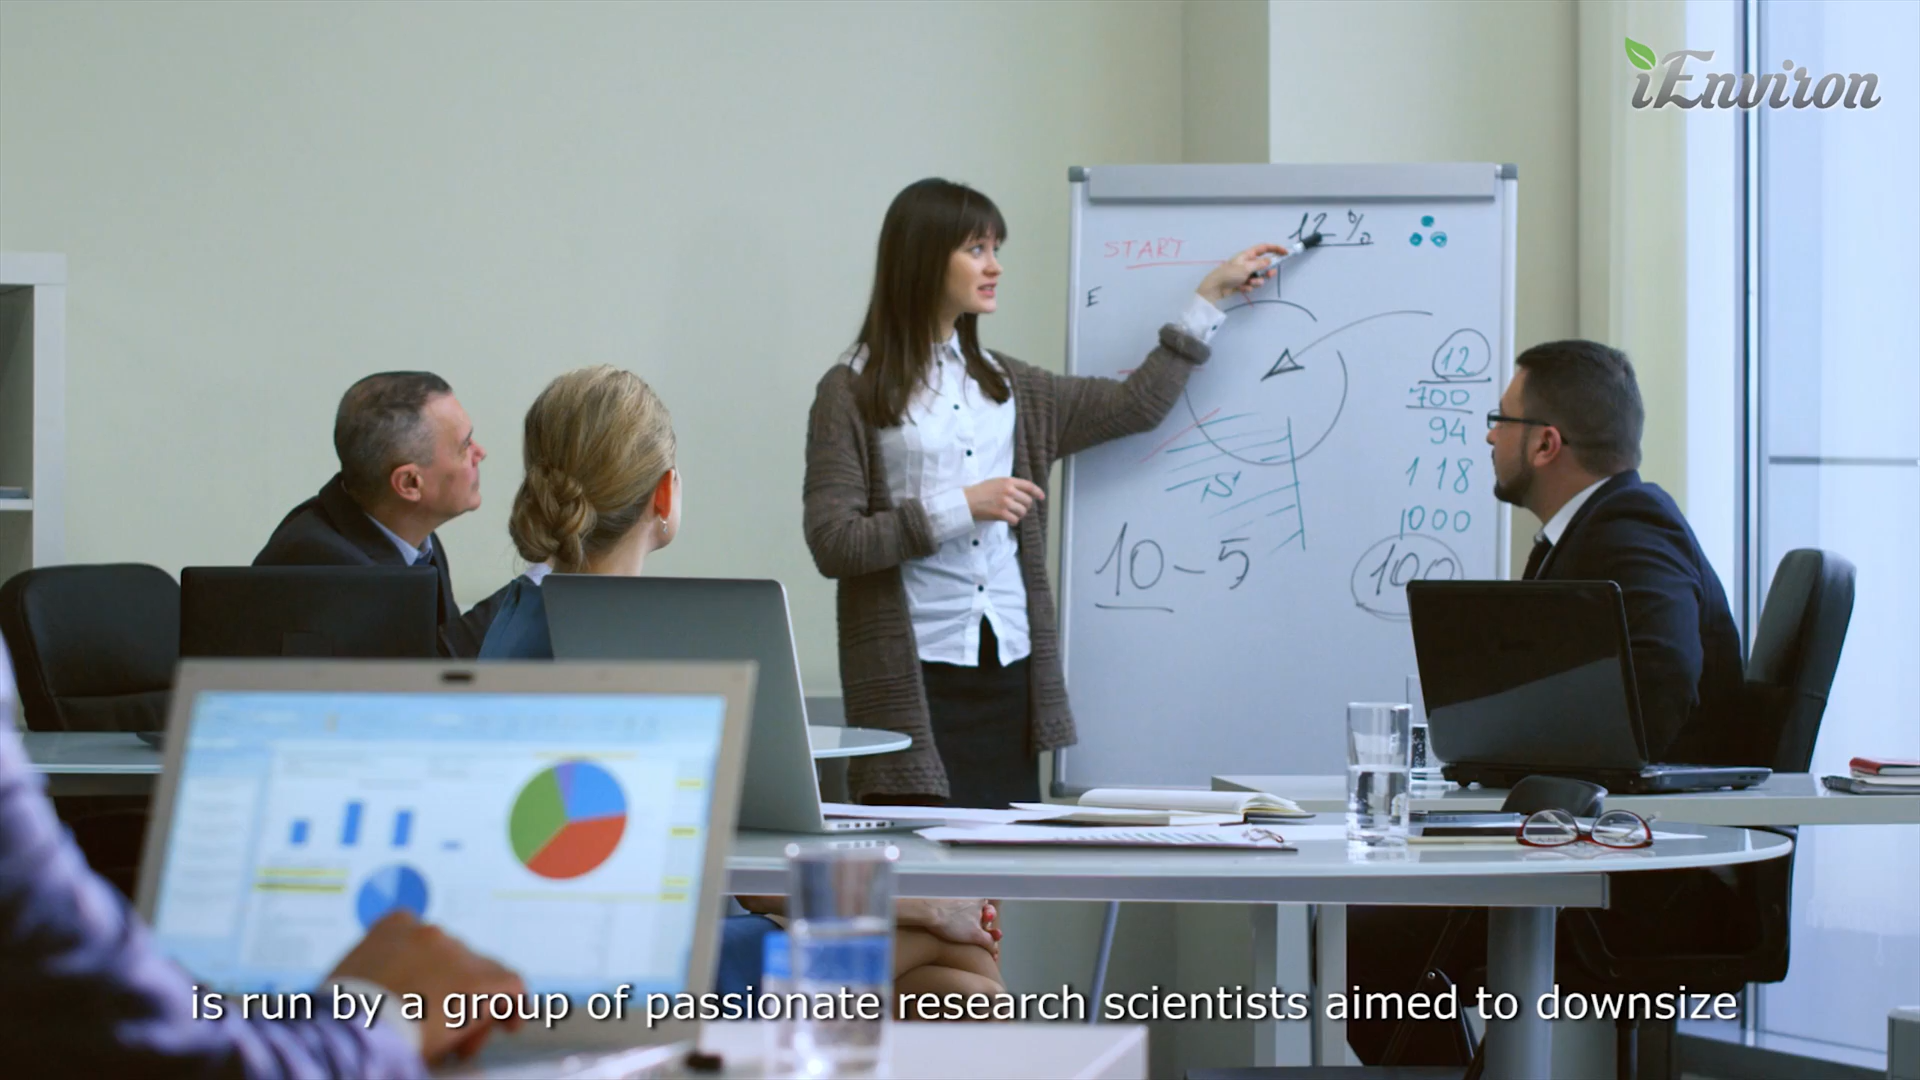 iEnviron
START
12 %
E
12
700
94
118
1000
10-5
100
is run by a group of passionate research scientists aimed to downsize